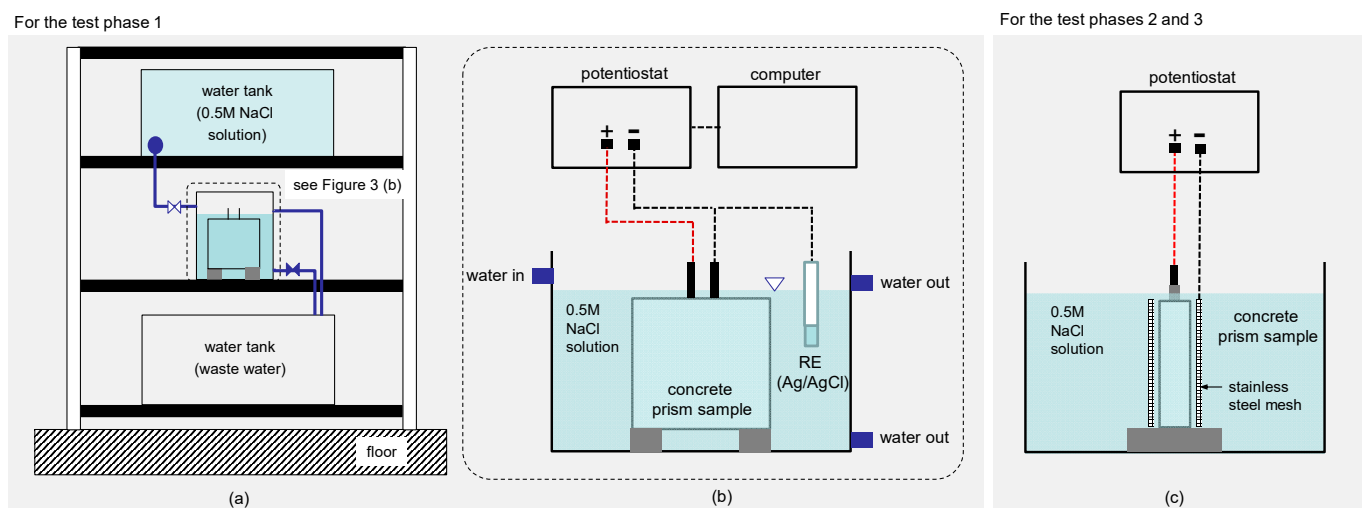 For the test phase 1
water tank
(0.5M NaCl
solution)
see Figure 3 (b)
water tank
(waste water)
floor
(a)
potentiostat
computer
+
-
water in
water out
0.5M
NaCl
solution
RE
(Ag/AgCl)
concrete
prism sample
water out
(b)
For the test phases 2 and 3
potentiostat
+
-
0.5M
NaCl
solution
concrete
prism sample
stainless
steel mesh
(c)